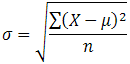 σ = √(∑(X − μ)² / n)